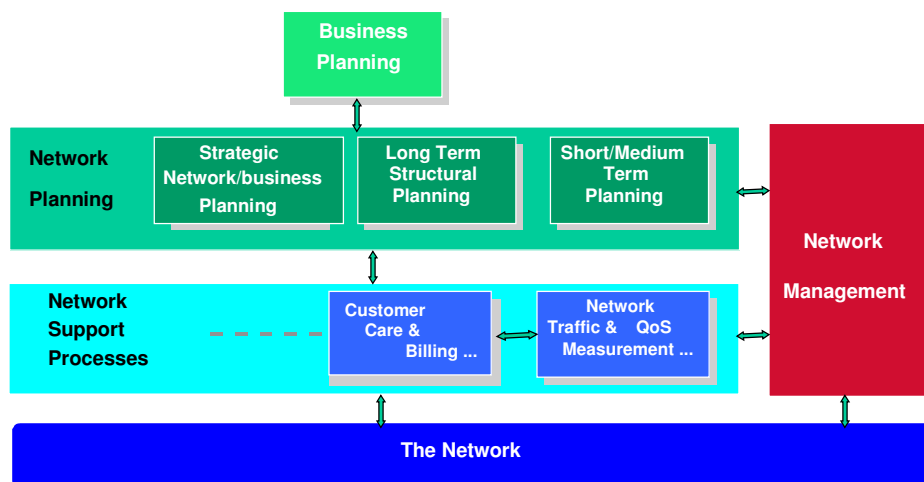 Business
Planning
Network
Planning
Strategic
Network/business
Planning
Long Term
Structural
Planning
Short/Medium
Term
Planning
Network
Management
Network
Support
Processes
Customer
Care &
Billing ...
Network
Traffic & QoS
Measurement ...
The Network